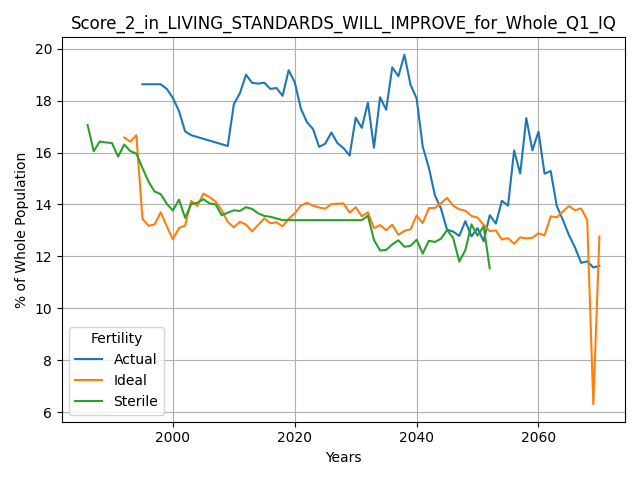 Score_2_in_LIVING_STANDARDS_WILL_IMPROVE_for_Whole_Q1_IQ
% of Whole Population
20
18
16
14
12
10
8
6
Fertility
Actual
Ideal
Sterile
2000 2020 2040 2060
Years